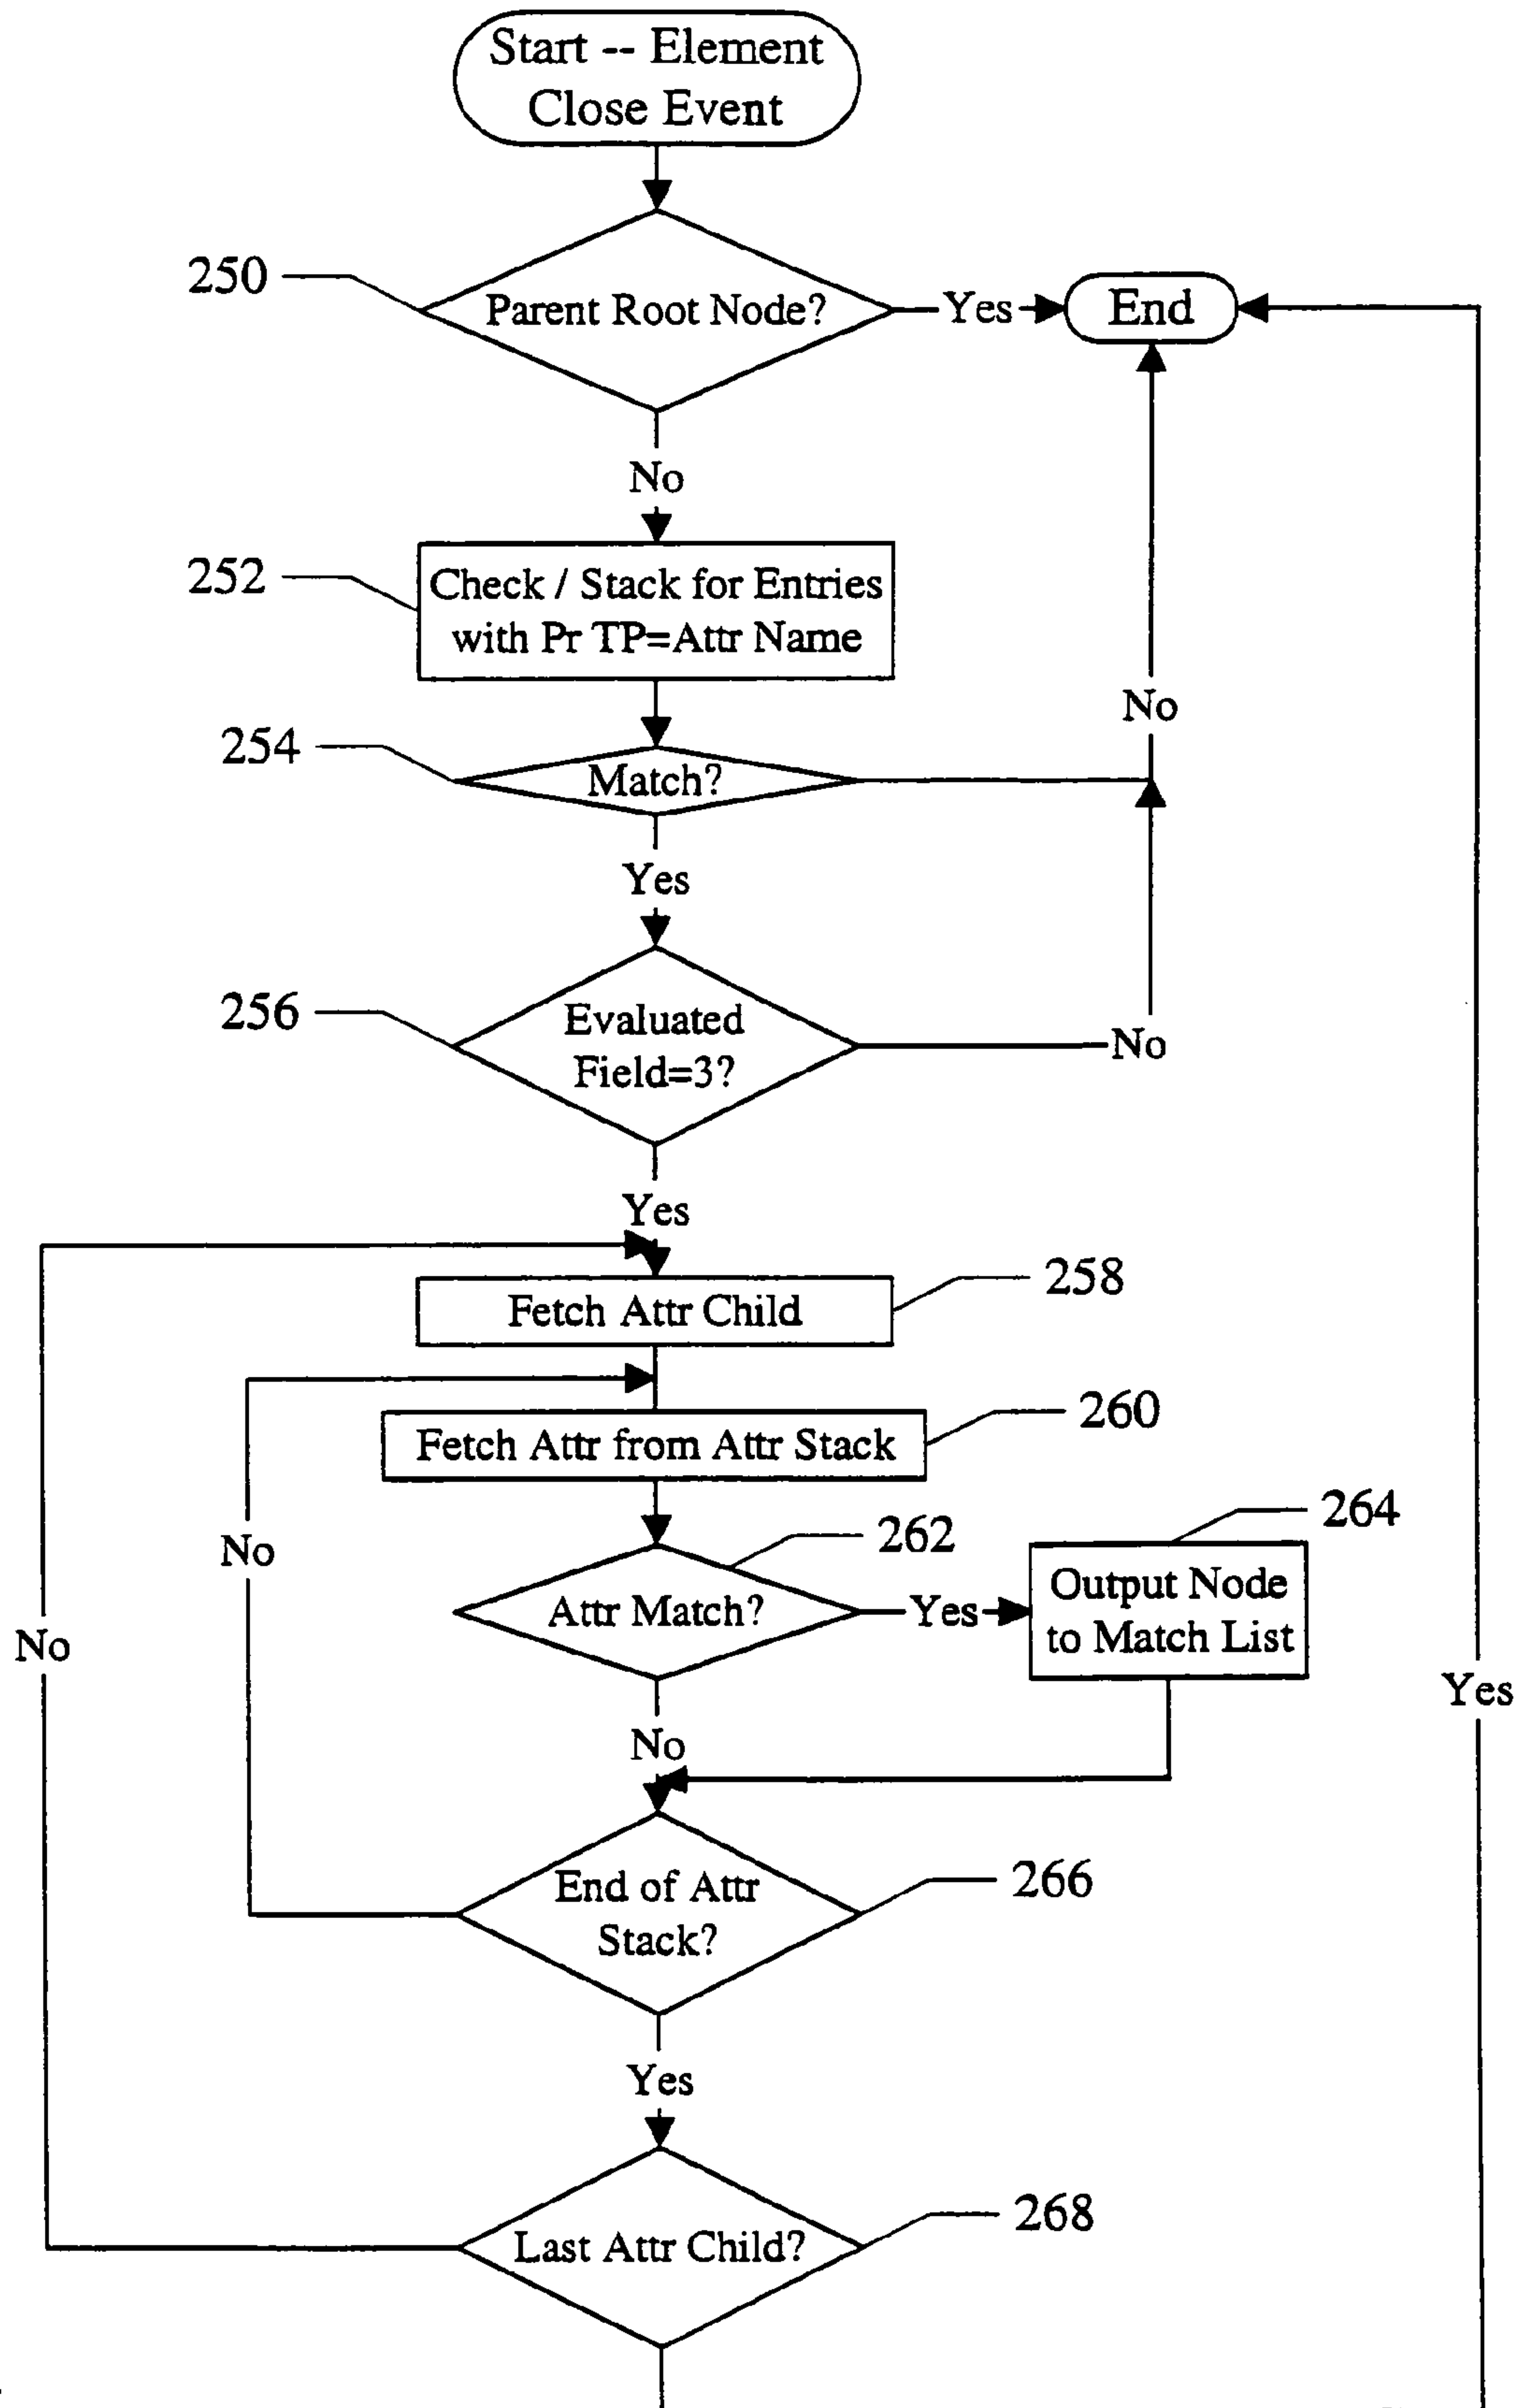 Start -- Element
Close Event
250
Parent Root Node?
Yes
End
No
252
Check / Stack for Entries
with Pr TP=Attr Name
No
254
Match?
Yes
256
Evaluated
Field=3?
No
Yes
258
Fetch Attr Child
260
Fetch Attr from Attr Stack
No
262
264
Attr Match?
Yes
Output Node
to Match List
No
Yes
No
266
End of Attr
Stack?
Yes
268
Last Attr Child?